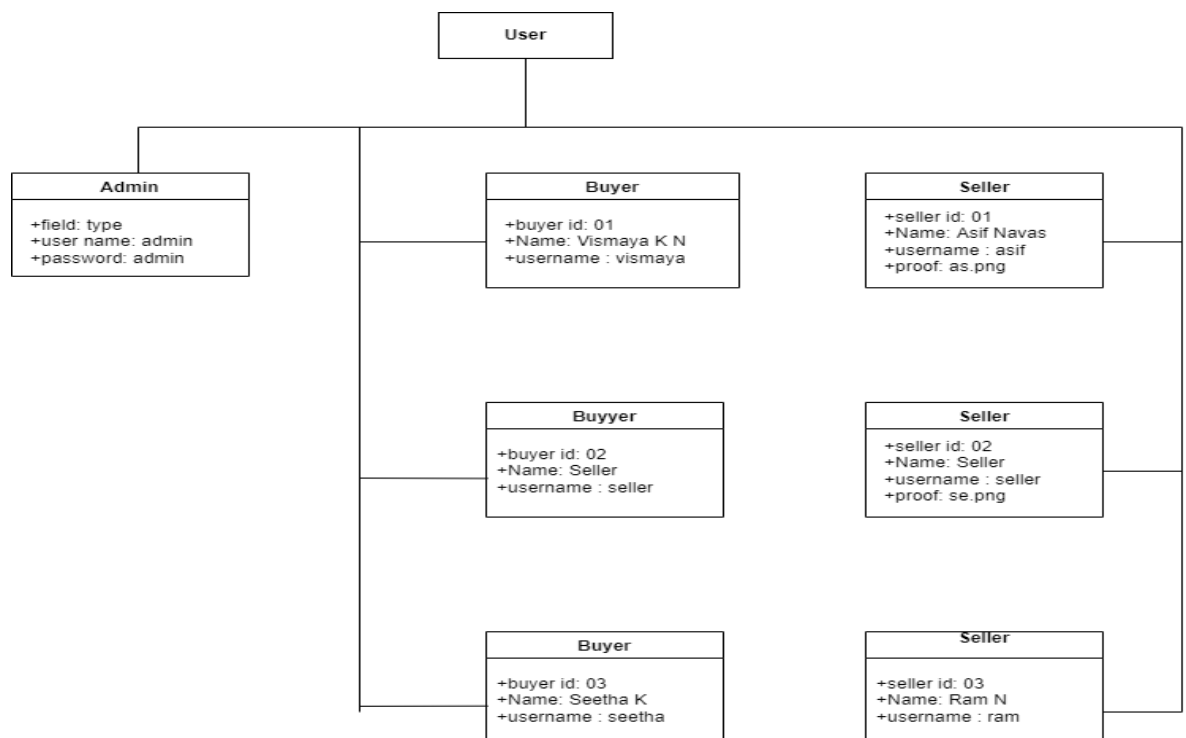 User
Admin
+field: type
+user name: admin
+password: admin
Buyer
+buyer id: 01
+Name: Vismaya K N
+username : vismaya
Seller
+seller id: 01
+Name: Asif Navas
+username : asif
+proof: as.png
Buyyer
+buyer id: 02
+Name: Seller
+username : seller
Seller
+seller id: 02
+Name: Seller
+username : seller
+proof: se.png
Buyer
+buyer id: 03
+Name: Seetha K
+username : seetha
Seller
+seller id: 03
+Name: Ram N
+username : ram